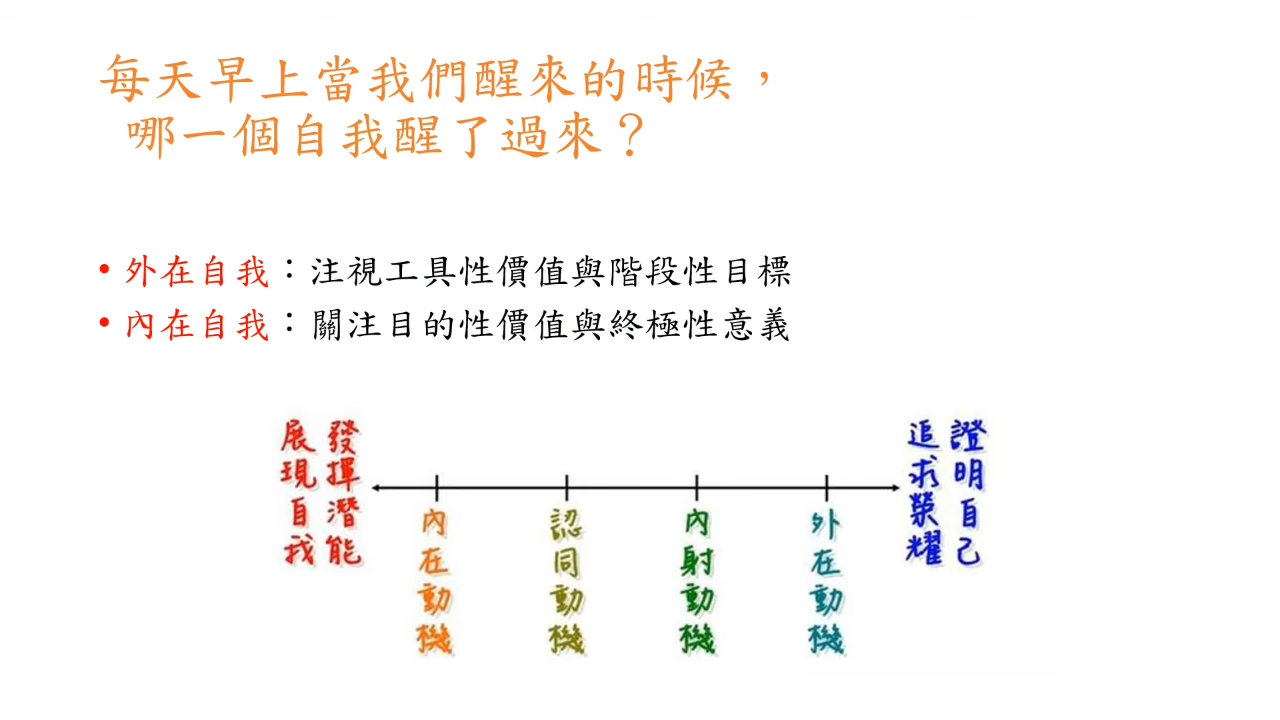 每天早上當我們醒來的時候，
哪一個自我醒了過來？
• 外在自我：注視工具性價值與階段性目標
• 內在自我：關注目的性價值與終極性意義
發揮潛能
展現自我
內在動機
認同動機
內射動機
外在動機
證明自己
追求榮耀